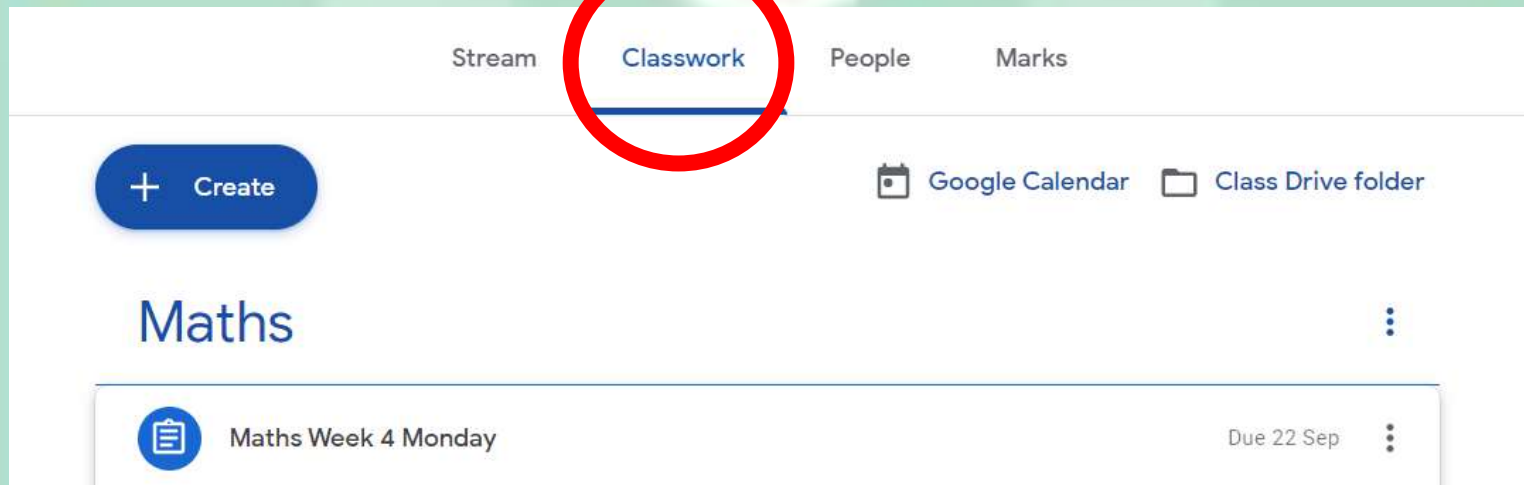 Stream Classwork People Marks
+ Create Google Calendar Class Drive folder
Maths
Maths Week 4 Monday Due 22 Sep